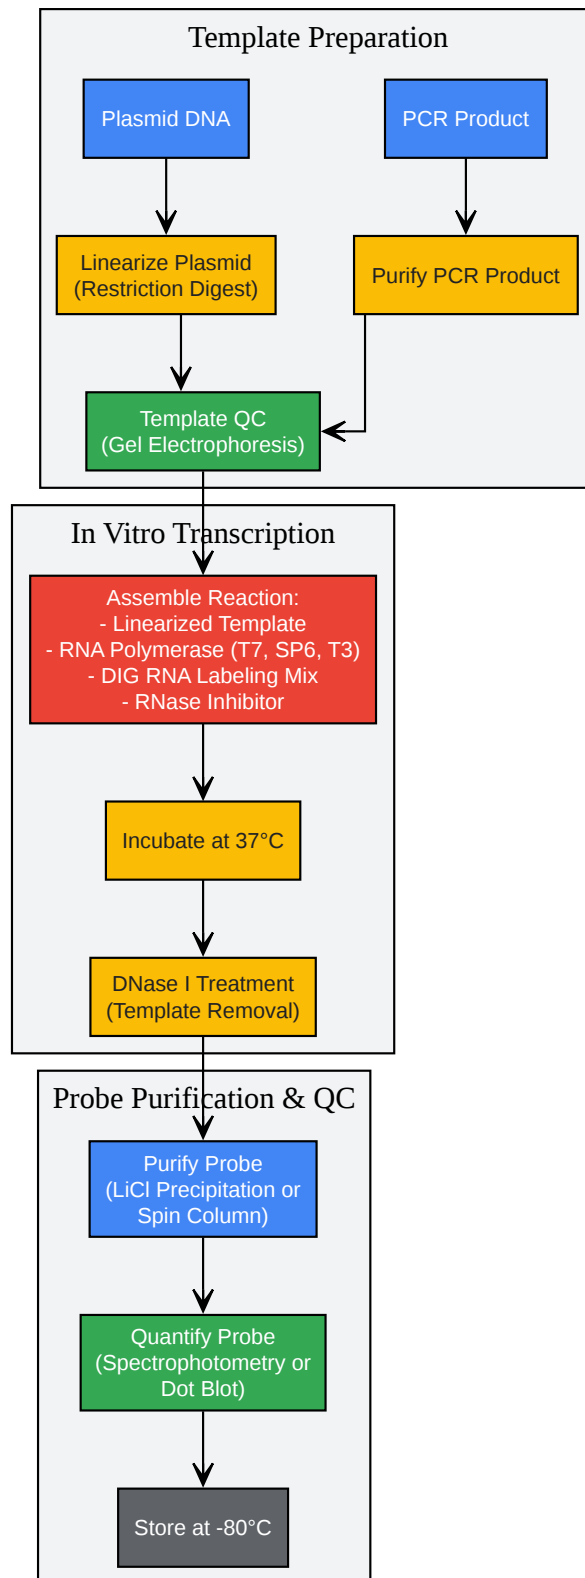 Template Preparation
Plasmid DNA
PCR Product
Linearize Plasmid
(Restriction Digest)
Purify PCR Product
Template QC
(Gel Electrophoresis)
In Vitro Transcription
Assemble Reaction:
- Linearized Template
- RNA Polymerase (T7, SP6, T3)
- DIG RNA Labeling Mix
- RNase Inhibitor
Incubate at 37°C
DNase I Treatment
(Template Removal)
Probe Purification & QC
Purify Probe
(LiCl Precipitation or
Spin Column)
Quantify Probe
(Spectrophotometry or
Dot Blot)
Store at -80°C